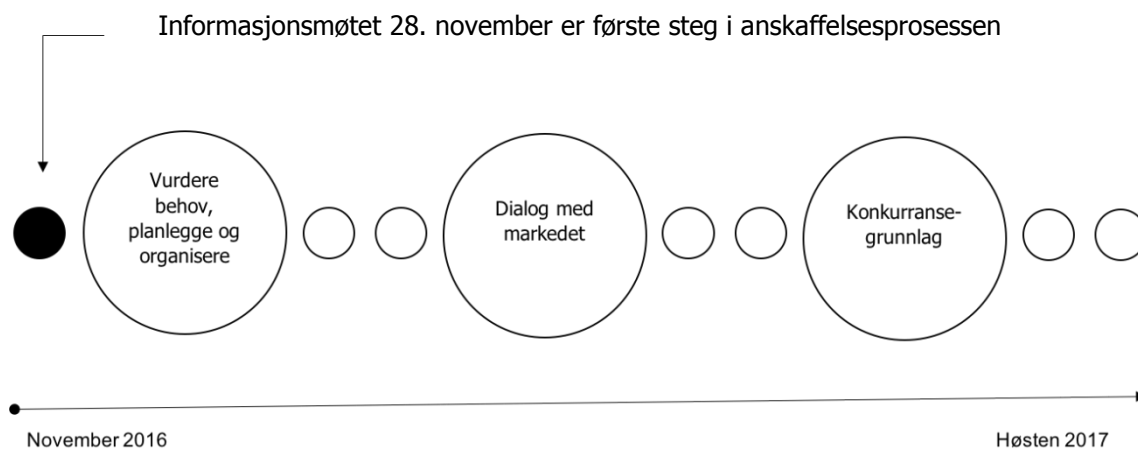 Informasjonsmøtet 28. november er første steg i anskaffelsesprosessen
Vurdere
behov,
planlegge og
organisere
Dialog med
markedet
Konkurranse-
grunnlag
November 2016
Høsten 2017